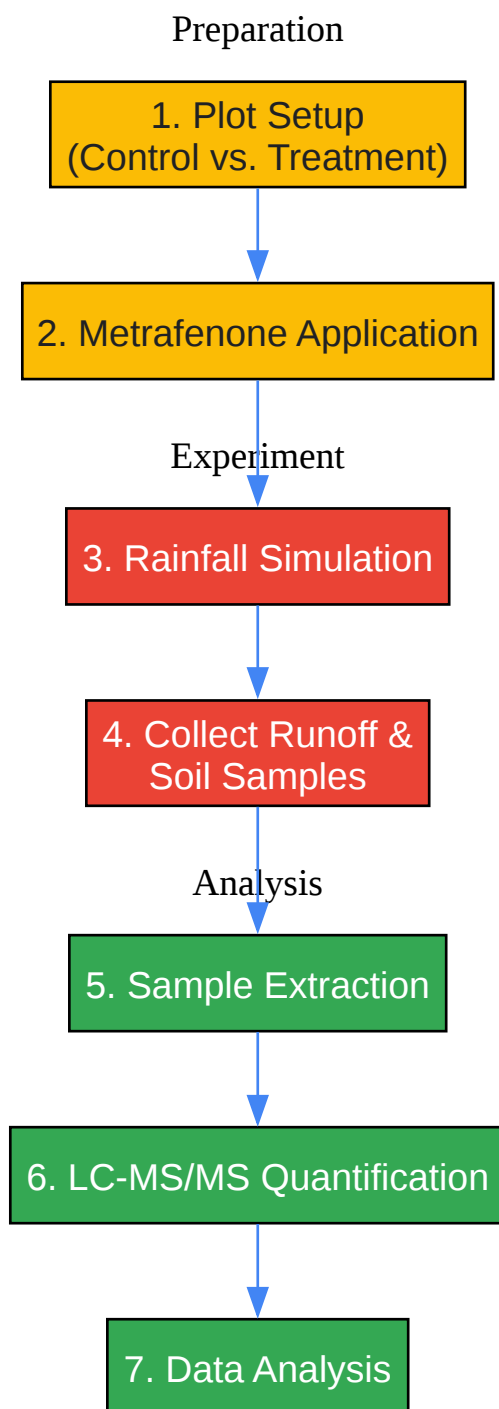 Preparation
1. Plot Setup
(Control vs. Treatment)
2. Metrafenone Application
Experiment
3. Rainfall Simulation
4. Collect Runoff &
Soil Samples
Analysis
5. Sample Extraction
6. LC-MS/MS Quantification
7. Data Analysis